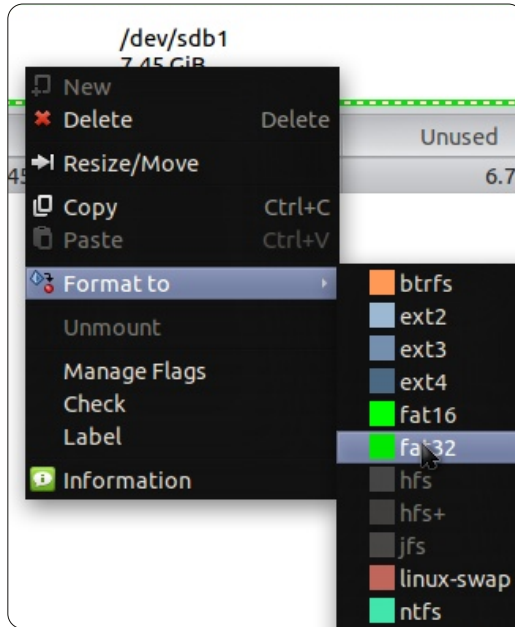 /dev/sdb1
7.45 GiB
New
Delete Delete
Unused
Resize/Move
45
6.7
Copy Ctrl+C
Paste Ctrl+V
Format to
Unmount
Manage Flags
Check
Label
Information
btrfs
ext2
ext3
ext4
fat16
fat32
hfs
hfs+
jfs
linux-swap
ntfs